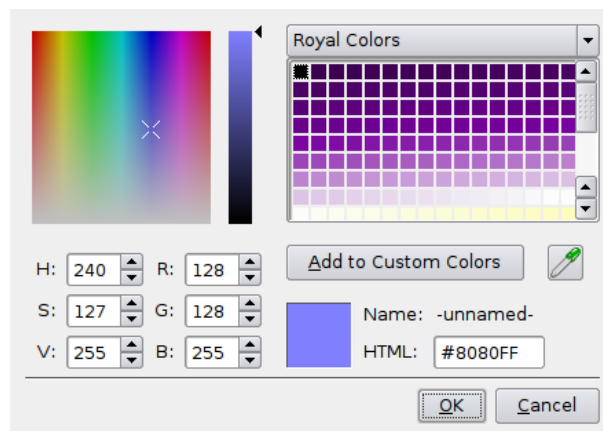 Royal Colors
H: 240 R: 128
S: 127 G: 128
V: 255 B: 255
Add to Custom Colors
Name: -unnamed-
HTML: #8080FF
OK Cancel